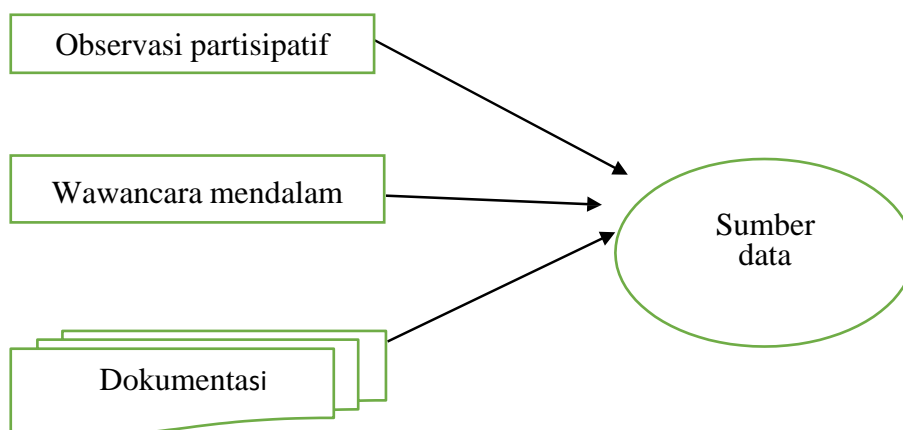 Observasi partisipatif
Wawancara mendalam
Sumber
data
Dokumentasi